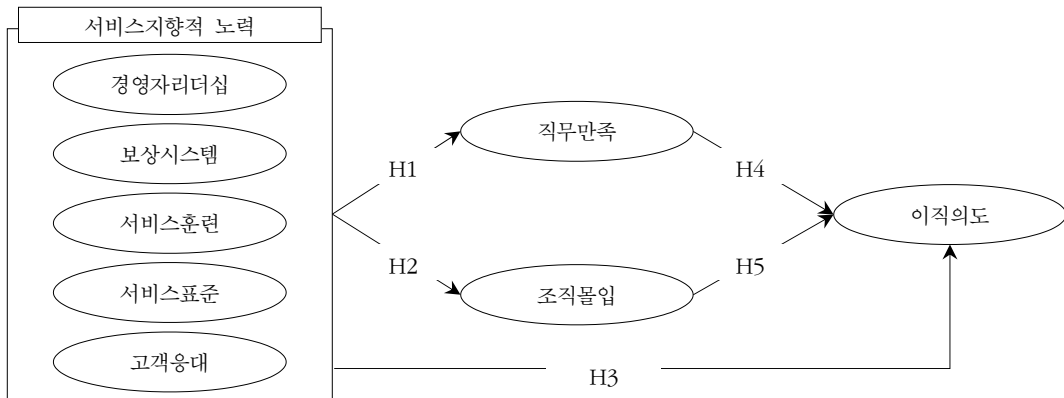 서비스지향적 노력
경영자리더십
보상시스템
서비스훈련
서비스표준
고객응대
H1
H2
직무만족
조직몰입
H4
H5
이직의도
H3